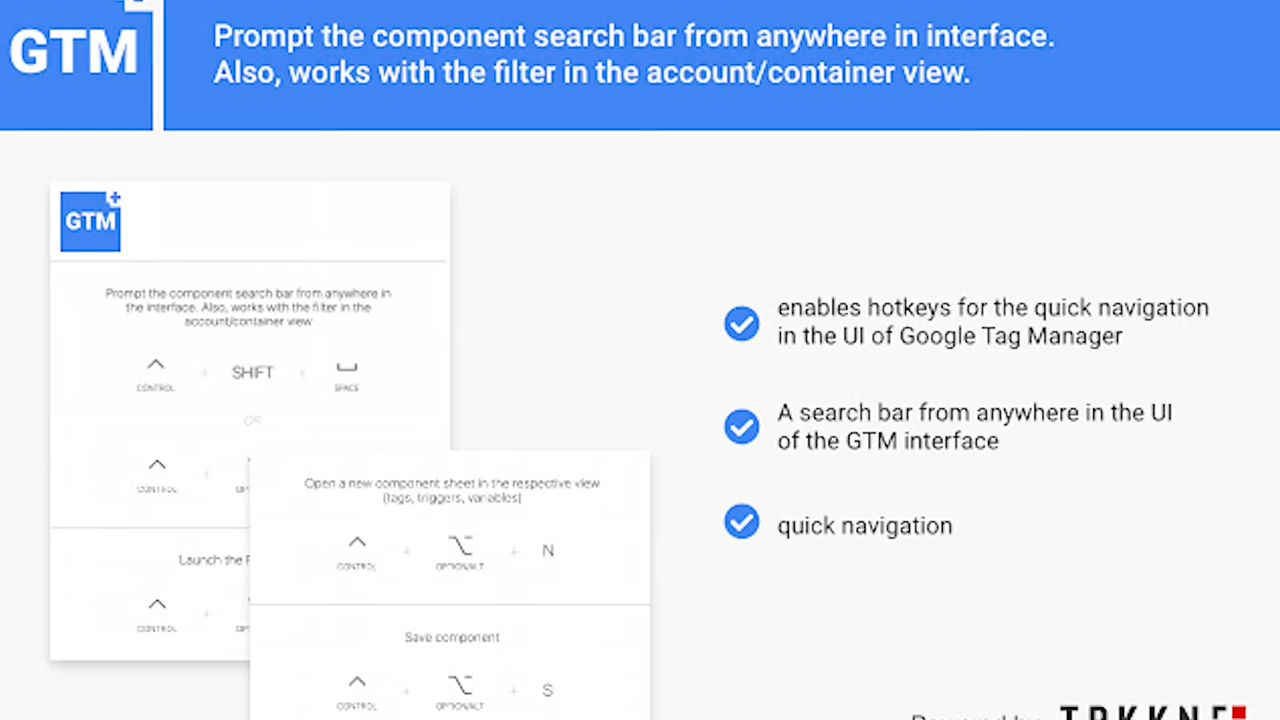 GTM
Prompt the component search bar from anywhere in interface.
Also, works with the filter in the account/container view.
GTM
Prompt the component search bar from anywhere in
the interface. Also, works with the filter in the
account/container view
CONTROL + SHIFT + SPACE
OR
CONTROL +
Launch the
CONTROL +
Open a new component sheet in the respective view
(tags, triggers, variables)
CONTROL + OPTION/ALT + N
Save component
CONTROL + OPTION/ALT + S
enables hotkeys for the quick navigation
in the UI of Google Tag Manager
A search bar from anywhere in the UI
of the GTM interface
quick navigation